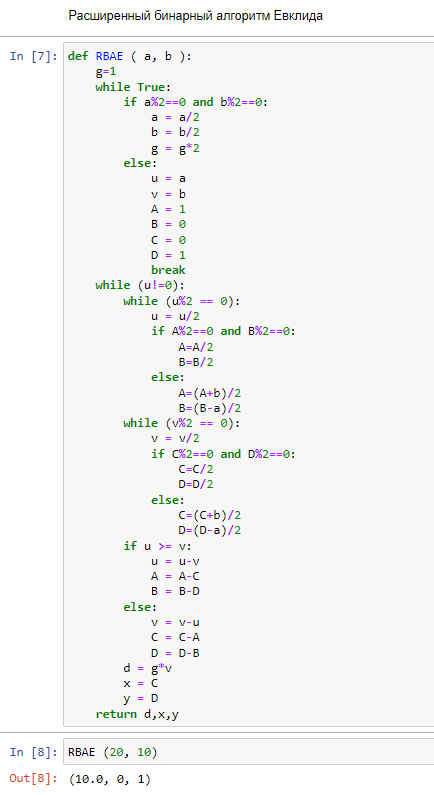 Расширенный бинарный алгоритм Евклида
In [7]: def RBAE ( a, b ):
    g=1
    while True:
        if a%2==0 and b%2==0:
            a = a/2
            b = b/2
            g = g*2
        else:
            u = a
            v = b
            A = 1
            B = 0
            C = 0
            D = 1
            break
    while (u!=0):
        while (u%2 == 0):
            u = u/2
            if A%2==0 and B%2==0:
                A=A/2
                B=B/2
            else:
                A=(A+b)/2
                B=(B-a)/2
        while (v%2 == 0):
            v = v/2
            if C%2==0 and D%2==0:
                C=C/2
                D=D/2
            else:
                C=(C+b)/2
                D=(D-a)/2
        if u >= v:
            u = u-v
            A = A-C
            B = B-D
        else:
            v = v-u
            C = C-A
            D = D-B
        d = g*v
        x = C
        y = D
    return d,x,y
In [8]: RBAE (20, 10)
Out[8]: (10.0, 0, 1)